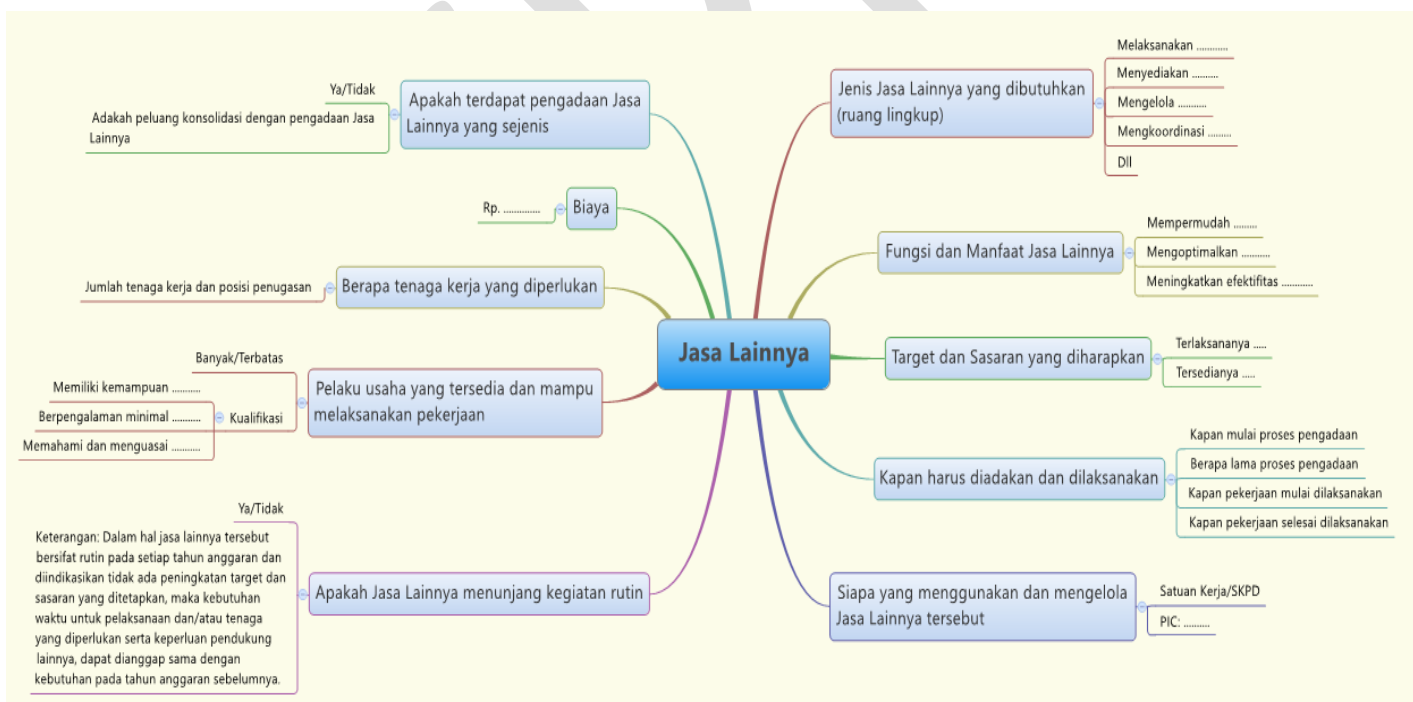 Jasa Lainnya
Jenis Jasa Lainnya yang dibutuhkan
(ruang lingkup)
Melaksanakan ............
Menyediakan ..........
Mengelola ...........
Mengkoordinasi .........
Dll
Fungsi dan Manfaat Jasa Lainnya
Mempermudah .........
Mengoptimalkan ...........
Meningkatkan efektifitas ............
Target dan Sasaran yang diharapkan
Terlaksananya .....
Tersedianya .....
Kapan harus diadakan dan dilaksanakan
Kapan mulai proses pengadaan
Berapa lama proses pengadaan
Kapan pekerjaan mulai dilaksanakan
Kapan pekerjaan selesai dilaksanakan
Siapa yang menggunakan dan mengelola
Jasa Lainnya tersebut
Satuan Kerja/SKPD
PIC: ..........
Apakah terdapat pengadaan Jasa
Lainnya yang sejenis
Ya/Tidak
Adakah peluang konsolidasi dengan pengadaan Jasa
Lainnya
Biaya
Rp. ..............
Berapa tenaga kerja yang diperlukan
Jumlah tenaga kerja dan posisi penugasan
Pelaku usaha yang tersedia dan mampu
melaksanakan pekerjaan
Banyak/Terbatas
Kualifikasi
Memiliki kemampuan ...........
Berpengalaman minimal ...........
Memahami dan menguasai ...........
Apakah Jasa Lainnya menunjang kegiatan rutin
Ya/Tidak
Keterangan: Dalam hal jasa lainnya tersebut
bersifat rutin pada setiap tahun anggaran dan
diindikasikan tidak ada peningkatan target dan
sasaran yang ditetapkan, maka kebutuhan
waktu untuk pelaksanaan dan/atau tenaga
yang diperlukan serta keperluan pendukung
lainnya, dapat dianggap sama dengan
kebutuhan pada tahun anggaran sebelumnya.